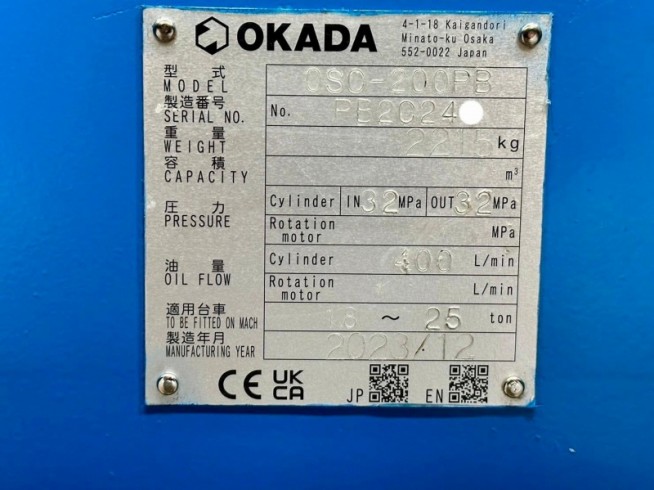 OKADA
4-1-18 Kaigandori
Minato-ku Osaka
552-0022 Japan
型 式
MODEL
OSC-200PB
製造番号
SERIAL NO.
No. PB2C24
重 量
WEIGHT
2215 kg
容 積
CAPACITY
m³
圧 力
PRESSURE
Cylinder IN 32 MPa OUT 32 MPa
Rotation motor MPa
油 量
OIL FLOW
Cylinder 400 L/min
Rotation motor L/min
適用台車
TO BE FITTED ON MACH
18 ～ 25 ton
製造年月
MANUFACTURING YEAR
2023/12
CE UKCA
JP EN